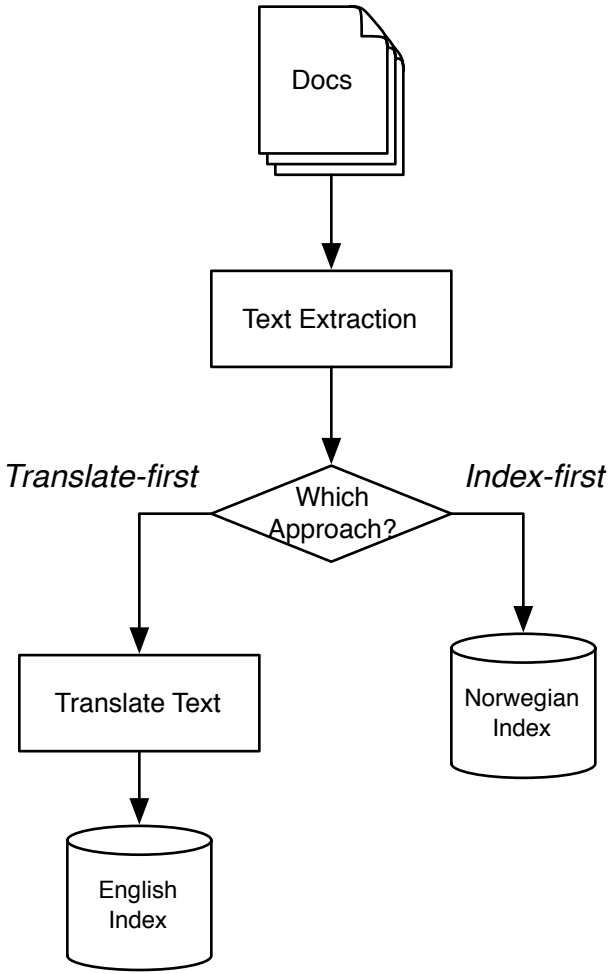 Docs
Text Extraction
Translate-first
Index-first
Which
Approach?
Translate Text
Norwegian
Index
English
Index